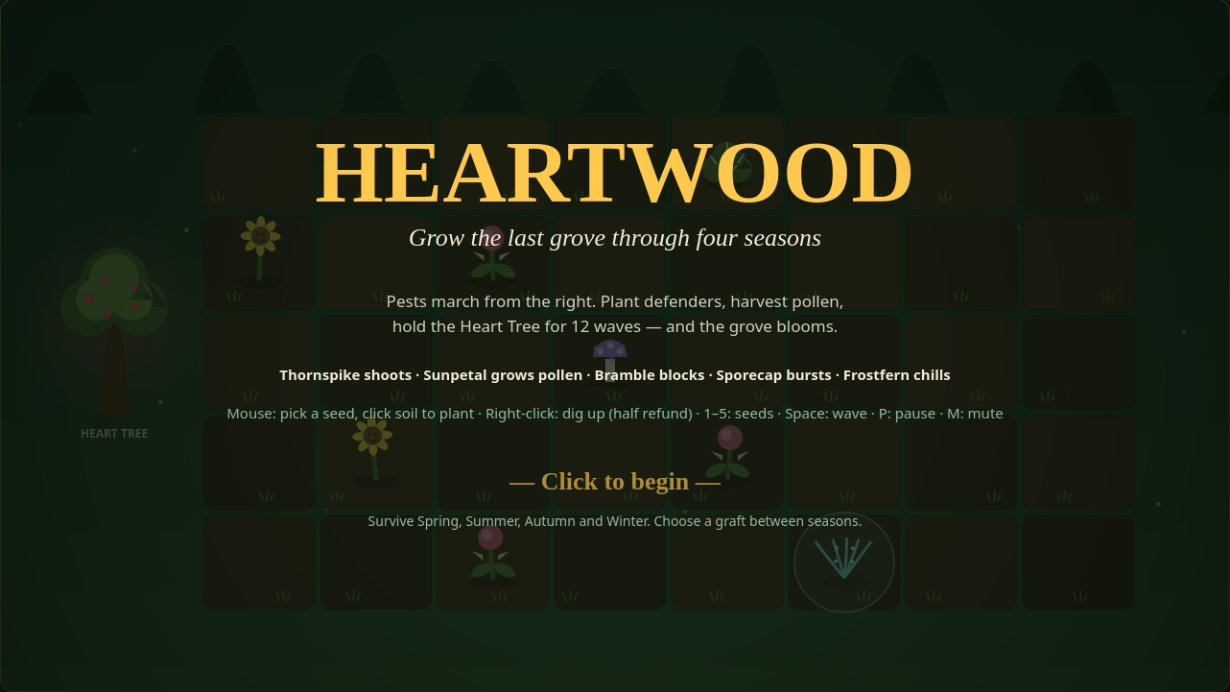 HEARTWOOD
Grow the last grove through four seasons
Pests march from the right. Plant defenders, harvest pollen,
hold the Heart Tree for 12 waves — and the grove blooms.
Thornspike shoots · Sunpetal grows pollen · Bramble blocks · Sporecap bursts · Frostfern chills
Mouse: pick a seed, click soil to plant · Right-click: dig up (half refund) · 1–5: seeds · Space: wave · P: pause · M: mute
HEART TREE
— Click to begin —
Survive Spring, Summer, Autumn and Winter. Choose a graft between seasons.